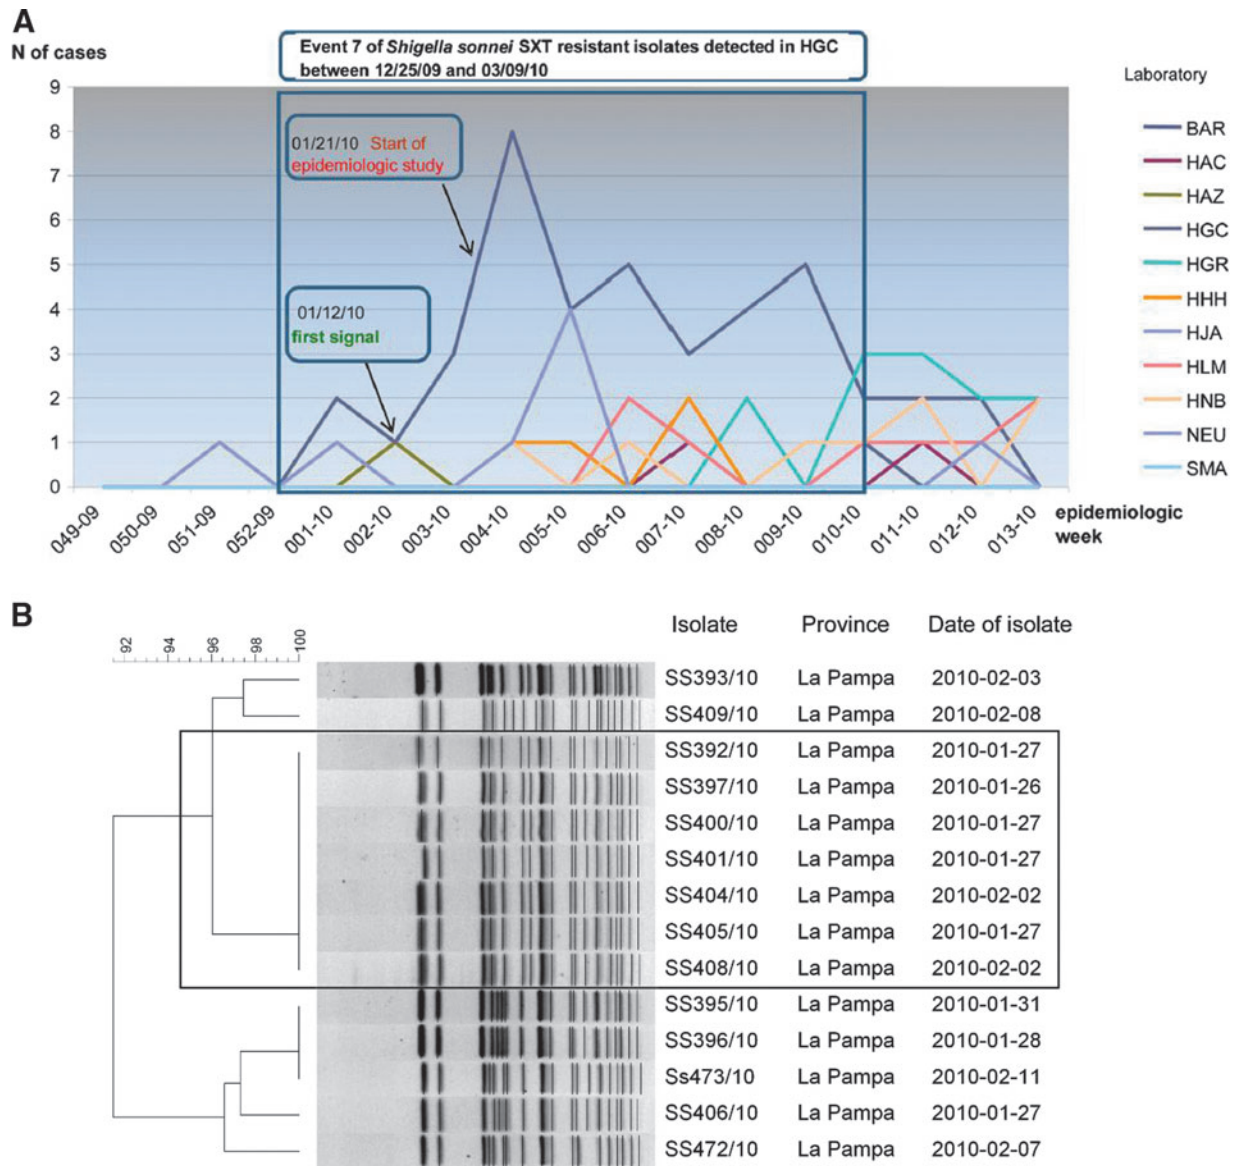 A
N of cases
Event 7 of Shigella sonnei SXT resistant isolates detected in HGC
between 12/25/09 and 03/09/10
Laboratory
9
8
7
6
5
4
3
2
1
0
01/21/10 Start of
epidemiologic study
01/12/10
first signal
BAR
HAC
HAZ
HGC
HGR
HHH
HJA
HLM
HNB
NEU
SMA
049-09
050-09
051-09
052-09
001-10
002-10
003-10
004-10
005-10
006-10
007-10
008-10
009-10
010-10
011-10
012-10
013-10
epidemiologic
week
B
92 94 96 98 100
Isolate Province Date of isolate
SS393/10 La Pampa 2010-02-03
SS409/10 La Pampa 2010-02-08
SS392/10 La Pampa 2010-01-27
SS397/10 La Pampa 2010-01-26
SS400/10 La Pampa 2010-01-27
SS401/10 La Pampa 2010-01-27
SS404/10 La Pampa 2010-02-02
SS405/10 La Pampa 2010-01-27
SS408/10 La Pampa 2010-02-02
SS395/10 La Pampa 2010-01-31
SS396/10 La Pampa 2010-01-28
Ss473/10 La Pampa 2010-02-11
SS406/10 La Pampa 2010-01-27
SS472/10 La Pampa 2010-02-07